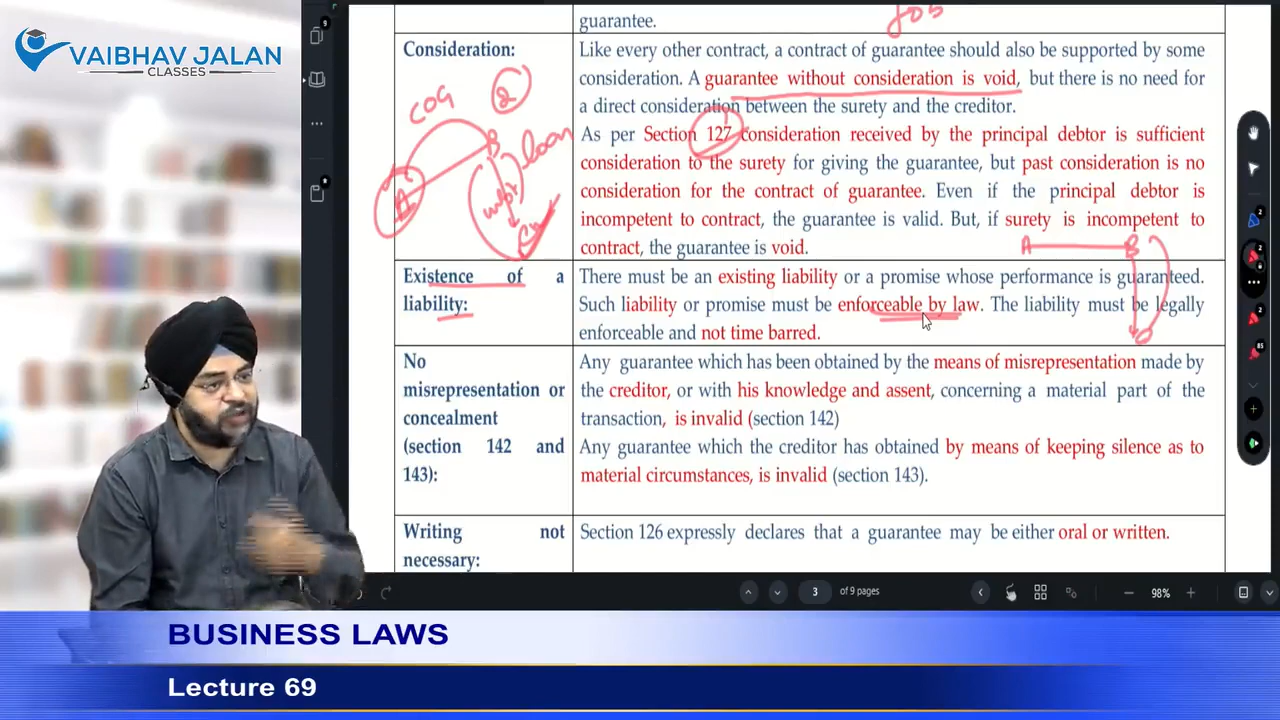 VAIBHAV JALAN
CLASSES
guarantee.
Consideration:
Like every other contract, a contract of guarantee should also be supported by some
consideration. A guarantee without consideration is void, but there is no need for
a direct consideration between the surety and the creditor.
As per Section 127 consideration received by the principal debtor is sufficient
consideration to the surety for giving the guarantee, but past consideration is no
consideration for the contract of guarantee. Even if the principal debtor is
incompetent to contract, the guarantee is valid. But, if surety is incompetent to
contract, the guarantee is void.
COG
2
B
loan
A
A B
Existence of a
liability:
There must be an existing liability or a promise whose performance is guaranteed.
Such liability or promise must be enforceable by law. The liability must be legally
enforceable and not time barred.
No
misrepresentation or
concealment
(section 142 and
143):
Any guarantee which has been obtained by the means of misrepresentation made by
the creditor, or with his knowledge and assent, concerning a material part of the
transaction, is invalid (section 142)
Any guarantee which the creditor has obtained by means of keeping silence as to
material circumstances, is invalid (section 143).
Writing not
necessary:
Section 126 expressly declares that a guarantee may be either oral or written.
3 of 9 pages
98%
BUSINESS LAWS
Lecture 69